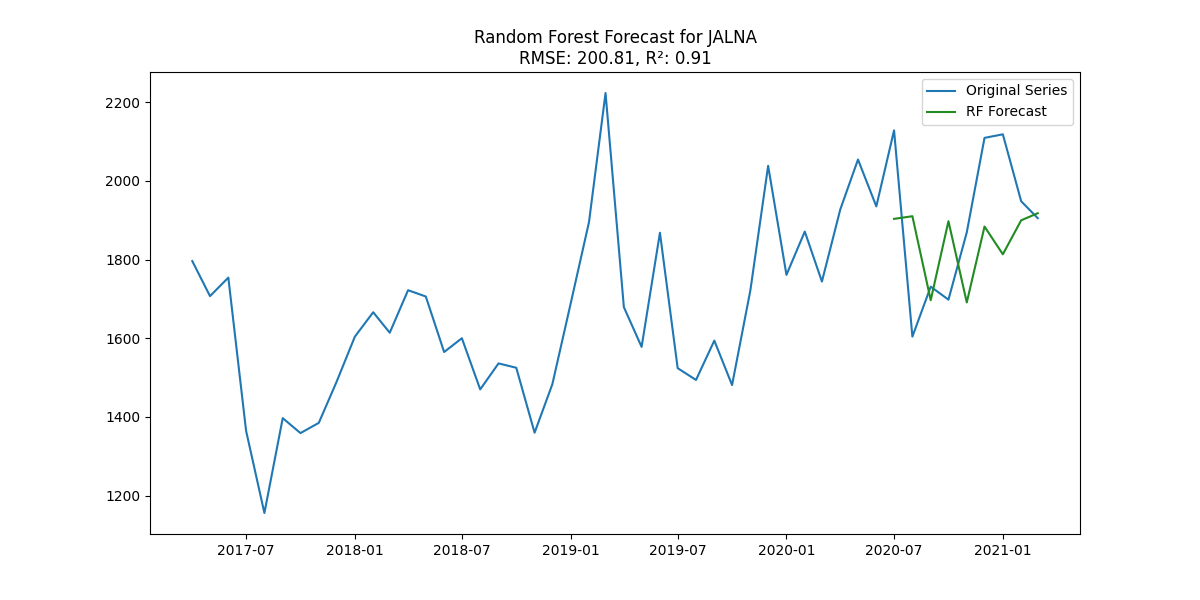 Random Forest Forecast for JALNA
RMSE: 200.81, R²: 0.91
Original Series
RF Forecast
2200
2000
1800
1600
1400
1200
2017-07 2018-01 2018-07 2019-01 2019-07 2020-01 2020-07 2021-01